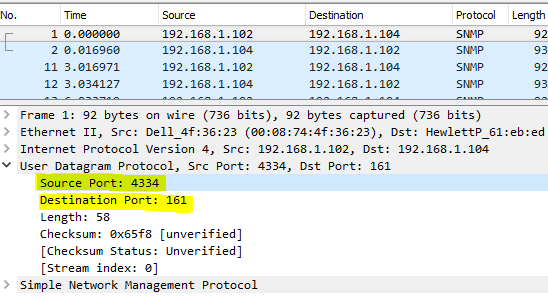 No. Time Source Destination Protocol Length
1 0.000000 192.168.1.102 192.168.1.104 SNMP 92
2 0.016960 192.168.1.104 192.168.1.102 SNMP 93
11 3.016971 192.168.1.102 192.168.1.104 SNMP 92
12 3.034127 192.168.1.104 192.168.1.102 SNMP 93
Frame 1: 92 bytes on wire (736 bits), 92 bytes captured (736 bits)
Ethernet II, Src: Dell_4f:36:23 (00:08:74:4f:36:23), Dst: HewlettP_61:eb:ed
Internet Protocol Version 4, Src: 192.168.1.102, Dst: 192.168.1.104
User Datagram Protocol, Src Port: 4334, Dst Port: 161
Source Port: 4334
Destination Port: 161
Length: 58
Checksum: 0x65f8 [unverified]
[Checksum Status: Unverified]
[Stream index: 0]
Simple Network Management Protocol